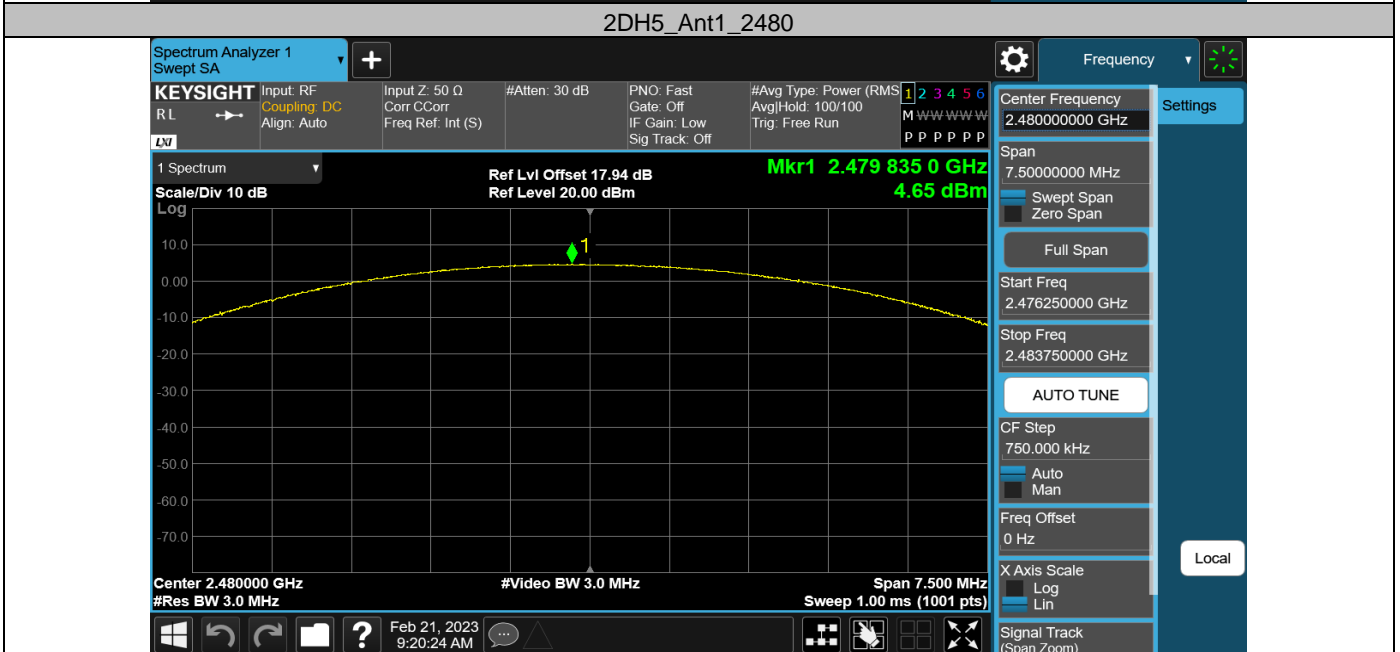 2DH5_Ant1_2480
Spectrum Analyzer 1
Swept SA
+
Frequency
KEYSIGHT
RL
LXI
Input: RF
Coupling: DC
Align: Auto
Input Z: 50 Ω
Corr CCorr
Freq Ref: Int (S)
#Atten: 30 dB
PNO: Fast
Gate: Off
IF Gain: Low
Sig Track: Off
#Avg Type: Power (RMS
Avg|Hold: 100/100
Trig: Free Run
1 2 3 4 5 6
M W W W W W
P P P P P P
Center Frequency
2.480000000 GHz
Settings
Span
7.50000000 MHz
Swept Span
Zero Span
Full Span
Start Freq
2.476250000 GHz
Stop Freq
2.483750000 GHz
AUTO TUNE
CF Step
750.000 kHz
Auto
Man
Freq Offset
0 Hz
X Axis Scale
Log
Lin
Signal Track
(Span Zoom)
Local
1 Spectrum
Scale/Div 10 dB
Ref Lvl Offset 17.94 dB
Ref Level 20.00 dBm
Mkr1 2.479 835 0 GHz
4.65 dBm
Log
1
10.0
0.00
-10.0
-20.0
-30.0
-40.0
-50.0
-60.0
-70.0
Center 2.480000 GHz
#Video BW 3.0 MHz
Span 7.500 MHz
#Res BW 3.0 MHz
Sweep 1.00 ms (1001 pts)
?
Feb 21, 2023
9:20:24 AM